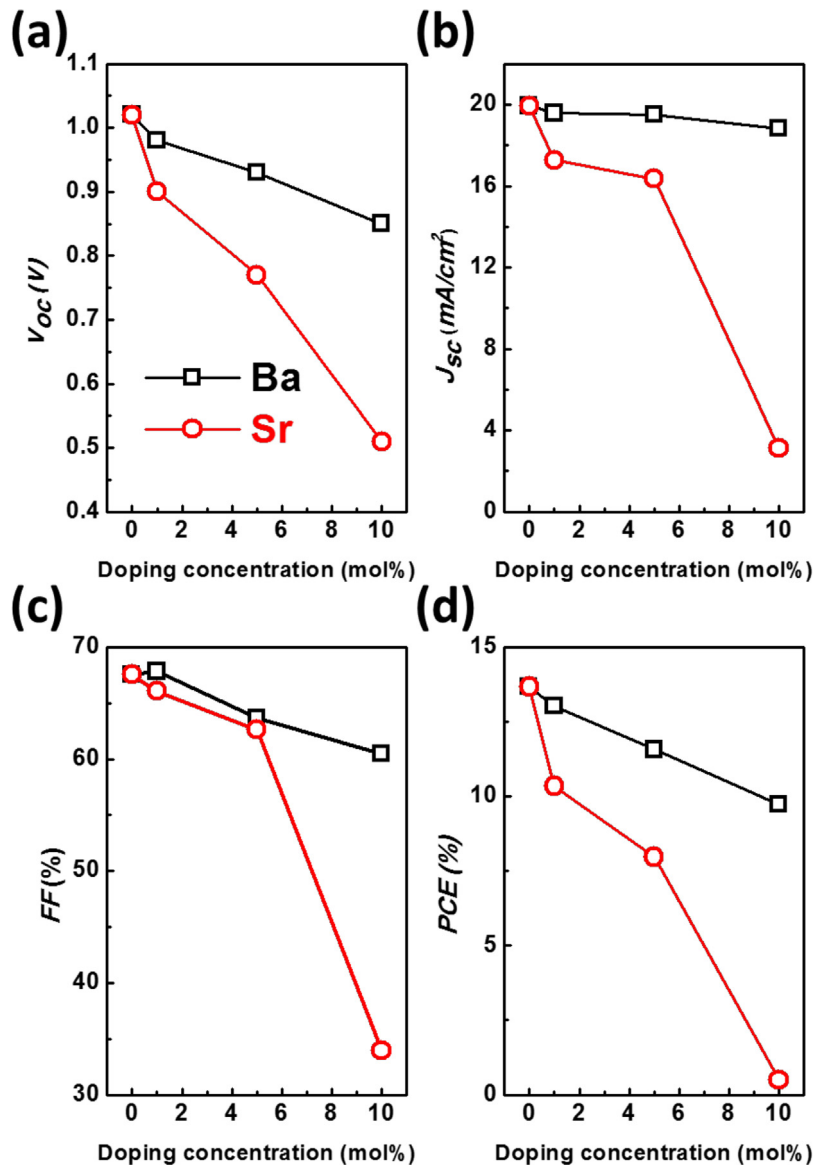 (a)
1.1
1.0
0.9
0.8
0.7
0.6
0.5
0.4
V_OC (V)
Ba
Sr
0 2 4 6 8 10
Doping concentration (mol%)
(b)
20
16
12
8
4
0
J_SC (mA/cm²)
0 2 4 6 8 10
Doping concentration (mol%)
(c)
70
60
50
40
30
FF (%)
0 2 4 6 8 10
Doping concentration (mol%)
(d)
15
10
5
0
PCE (%)
0 2 4 6 8 10
Doping concentration (mol%)